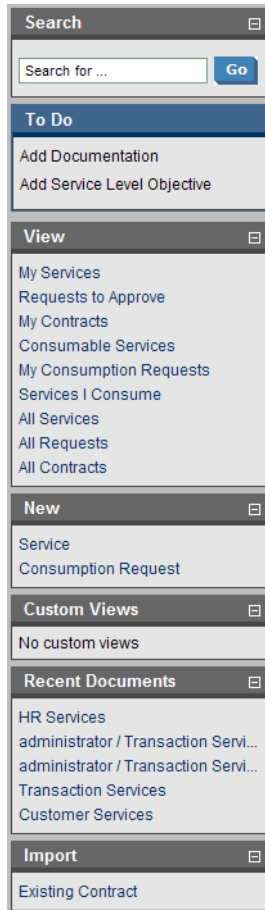 Search
Search for ...
Go
To Do
Add Documentation
Add Service Level Objective
View
My Services
Requests to Approve
My Contracts
Consumable Services
My Consumption Requests
Services I Consume
All Services
All Requests
All Contracts
New
Service
Consumption Request
Custom Views
No custom views
Recent Documents
HR Services
administrator / Transaction Servi...
administrator / Transaction Servi...
Transaction Services
Customer Services
Import
Existing Contract